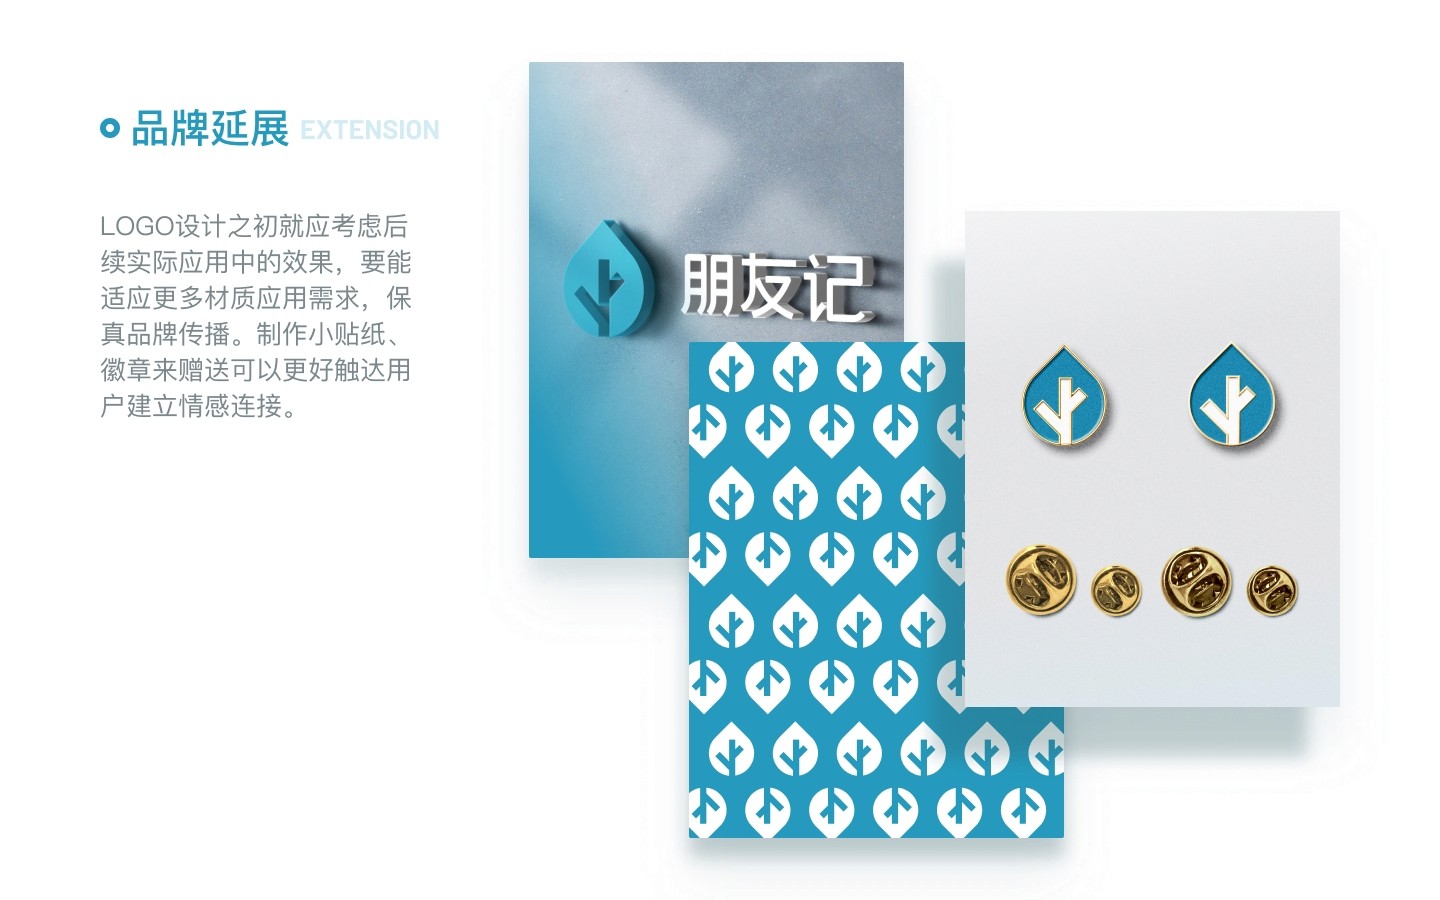 品牌延展 EXTENSION
LOGO设计之初就应考虑后
续实际应用中的效果，要能
适应更多材质应用需求，保
真品牌传播。制作小贴纸、
徽章来赠送可以更好触达用
户建立情感连接。
朋友记